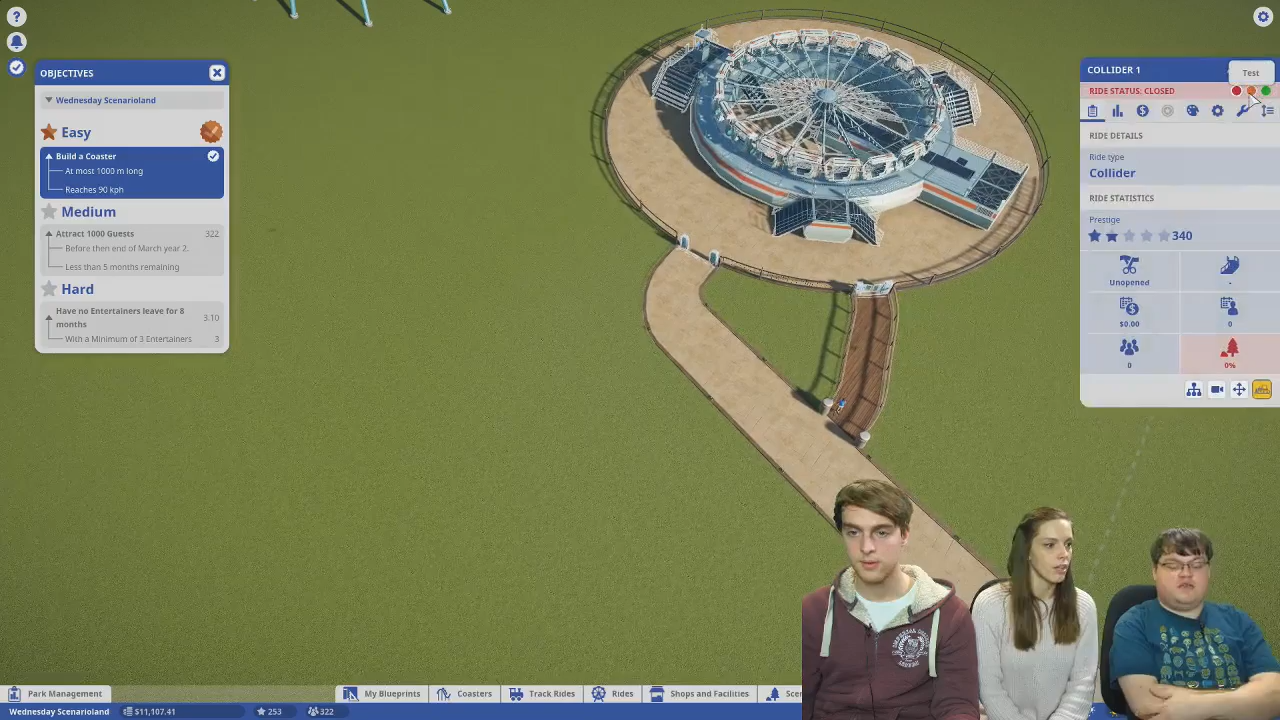 OBJECTIVES
Wednesday Scenarioland
Easy
Build a Coaster
At most 1000 m long
Reaches 90 kph
Medium
Attract 1000 Guests 322
Before then end of March year 2.
Less than 5 months remaining
Hard
Have no Entertainers leave for 8
months 3.10
With a Minimum of 3 Entertainers 3
COLLIDER 1
Test
RIDE STATUS: CLOSED
RIDE DETAILS
Ride type
Collider
RIDE STATISTICS
Prestige
340
Unopened -
$0.00 0
0 0%
Park Management
My Blueprints
Coasters
Track Rides
Rides
Shops and Facilities
Wednesday Scenarioland $11,107.41 253 322